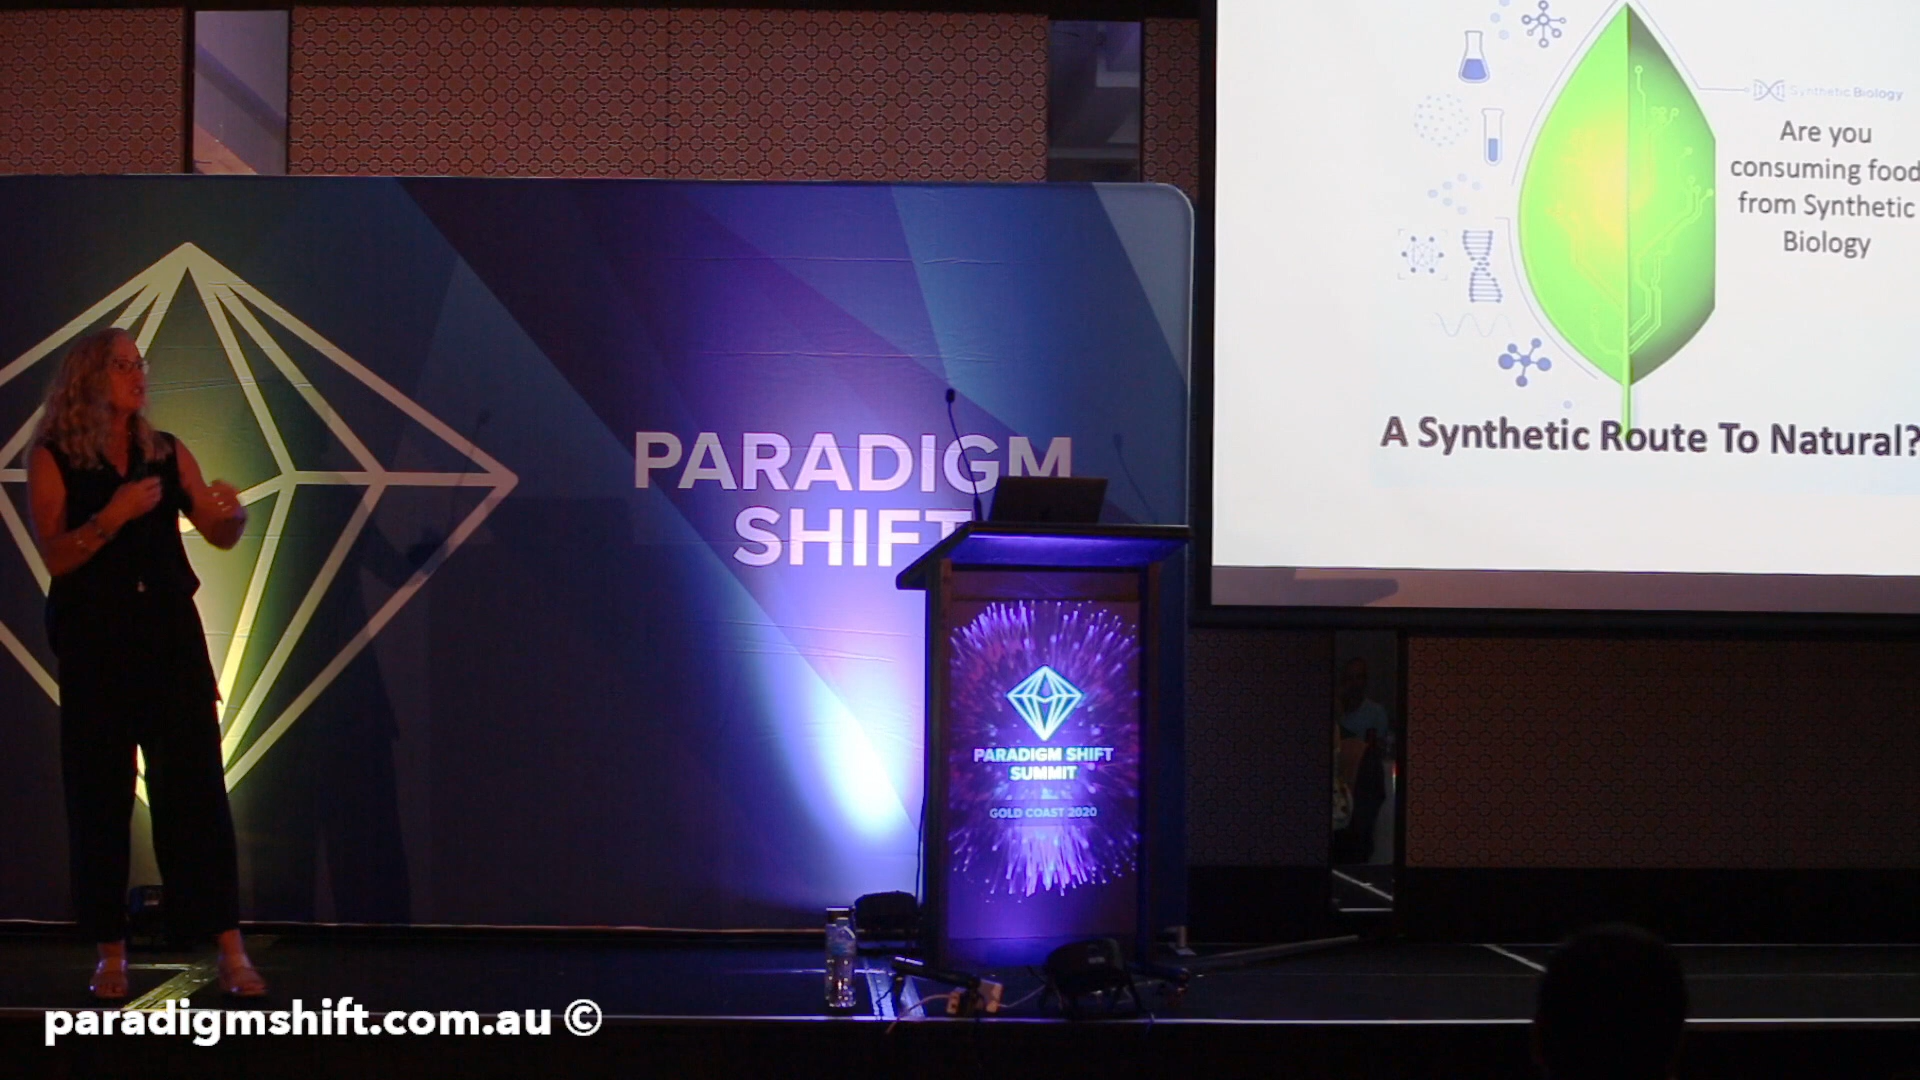 PARADIGM
SHIFT
Synthetic Biology
Are you
consuming food
from Synthetic
Biology
A Synthetic Route To Natural?
PARADIGM SHIFT
SUMMIT
GOLD COAST 2020
paradigmshift.com.au ©